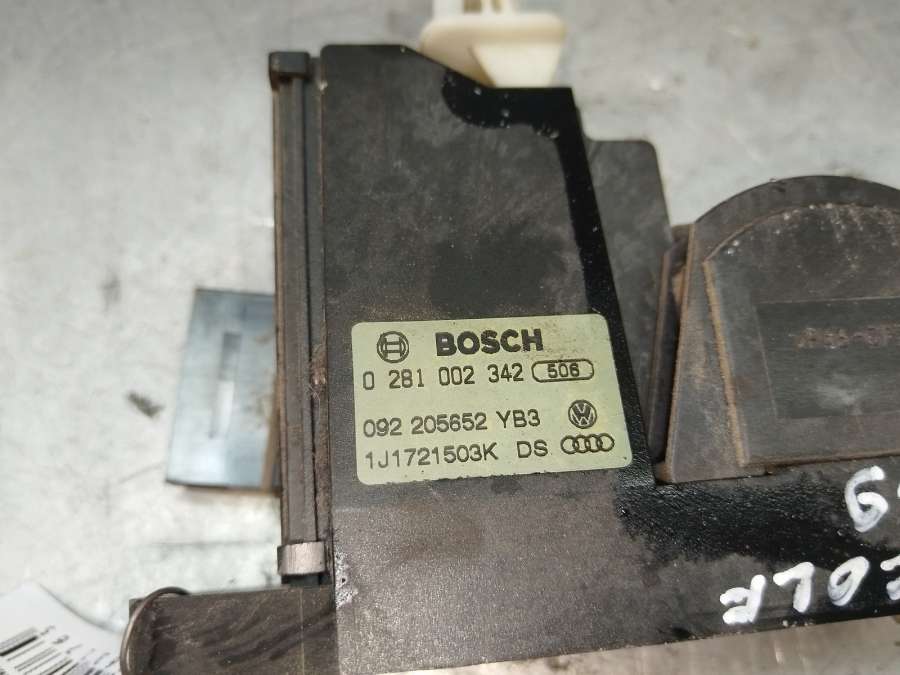 BOSCH
0 281 002 342 506
092 205652 YB3
1J1721503K DS